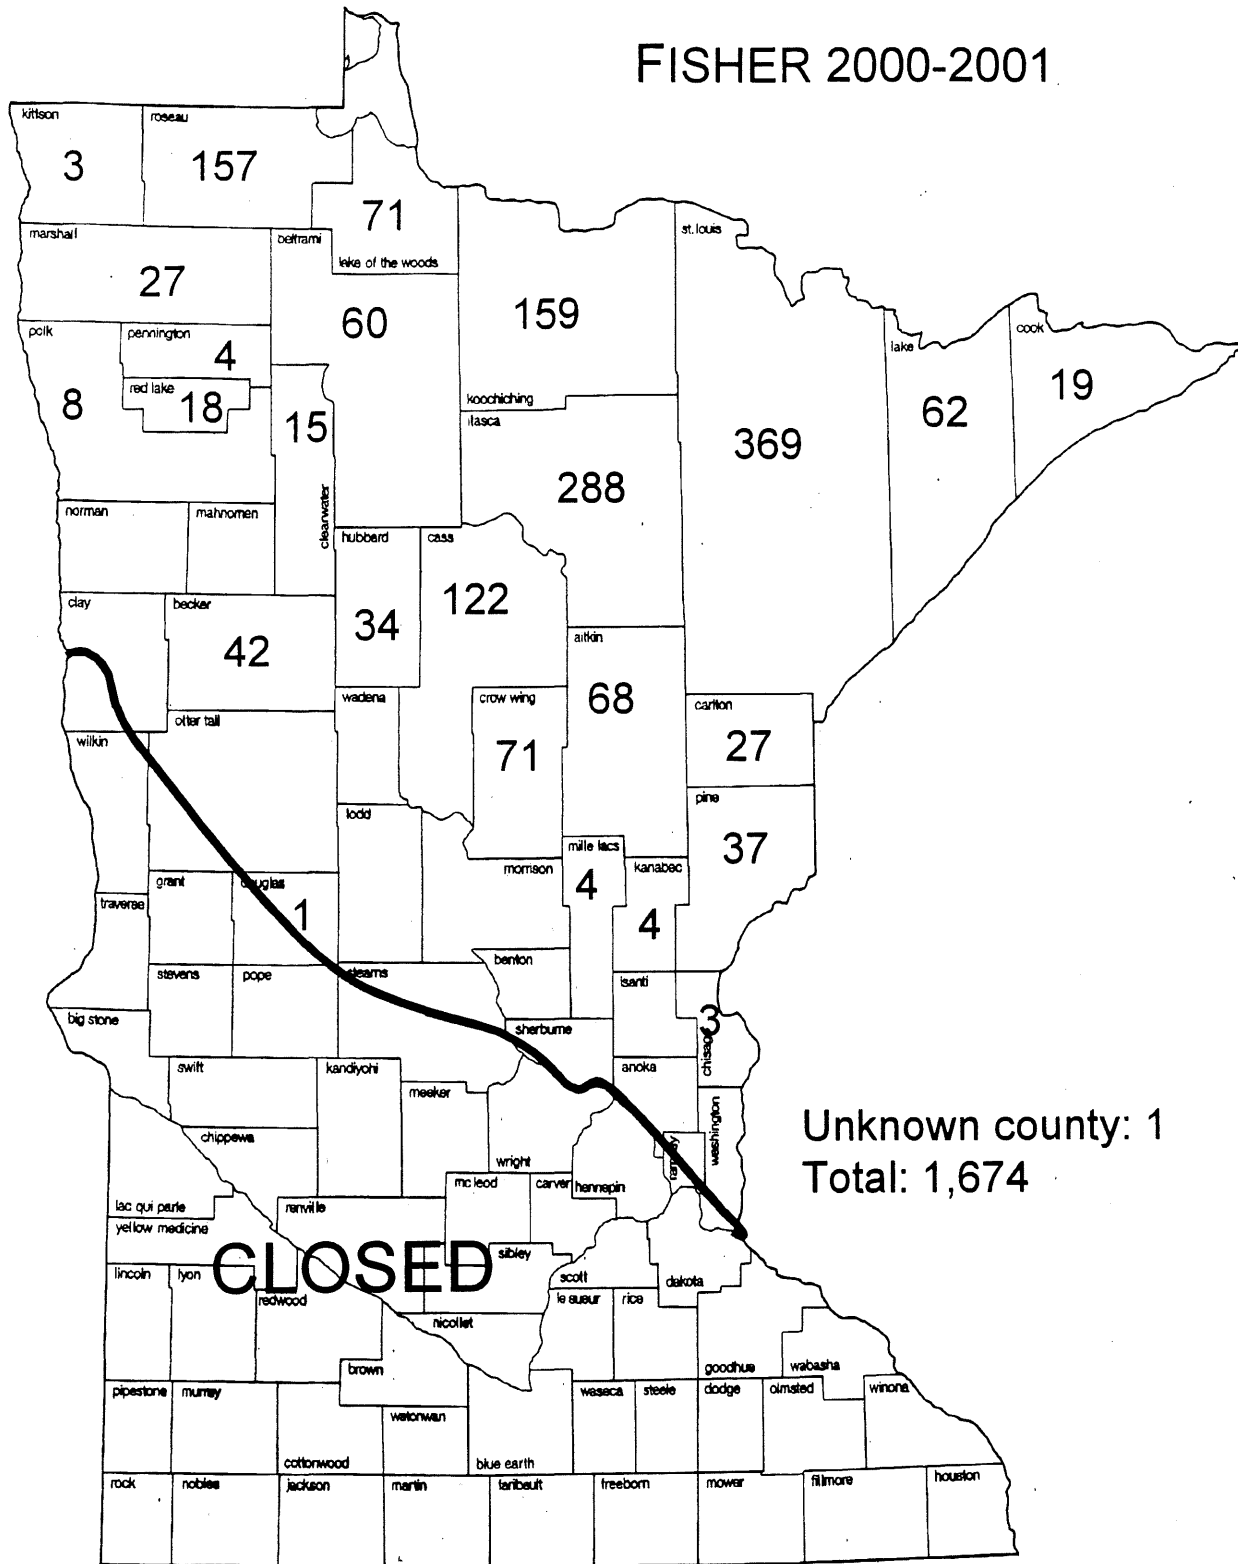 FISHER 2000-2001
kittson
3
roseau
157
71
lake of the woods
marshall
27
beltrami
60
159
koochiching
st. louis
369
polk
8
pennington
4
red lake
18
15
clearwater
itasca
288
lake
62
cook
19
norman
mahnomen
hubbard
34
cass
122
clay
becker
42
aitkin
68
wadena
crow wing
71
carlton
27
otter tail
wilkin
pine
37
todd
morrison
mille lacs
4
kanabec
4
grant
douglas
1
traverse
stevens
pope
stearns
benton
isanti
3
chisago
big stone
sherburne
anoka
swift
kandiyohi
meeker
washington
ramsey
Unknown county: 1
Total: 1,674
chippewa
wright
mc leod
carver
hennepin
lac qui parle
renville
yellow medicine
CLOSED
sibley
scott
dakota
lincoln
lyon
redwood
nicollet
le sueur
rice
goodhue
wabasha
brown
pipestone
murray
cottonwood
watonwan
blue earth
waseca
steele
dodge
olmsted
winona
rock
nobles
jackson
martin
faribault
freeborn
mower
fillmore
houston